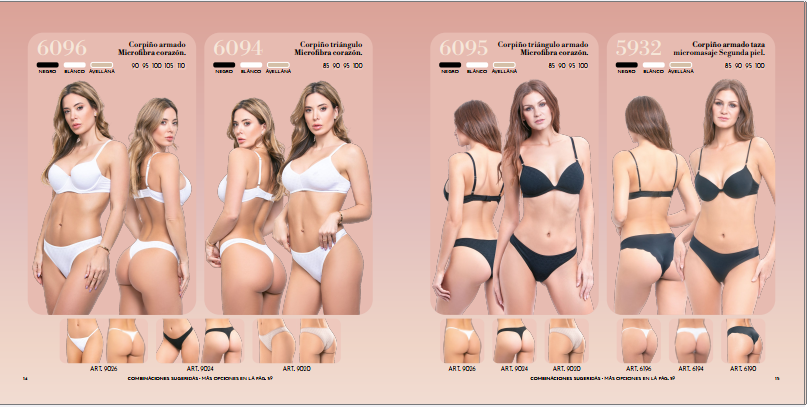 6096
Corpiño armado
Microfibra corazón.
NEGRO BLANCO AVELLANA
90 95 100 105 110
6094
Corpiño triángulo
Microfibra corazón.
NEGRO BLANCO AVELLANA
85 90 95 100
6095
Corpiño triángulo armado
Microfibra corazón.
NEGRO BLANCO AVELLANA
85 90 95 100
5932
Corpiño armado taza
micromasaje Segunda piel.
NEGRO BLANCO AVELLANA
85 90 95 100
ART. 9026 ART. 9024 ART. 9020
ART. 9026 ART. 9024 ART. 9020 ART. 6196 ART. 6194 ART. 6190
14 COMBINACIONES SUGERIDAS - MÁS OPCIONES EN LA PÁG. 59
COMBINACIONES SUGERIDAS - MÁS OPCIONES EN LA PÁG. 59 15